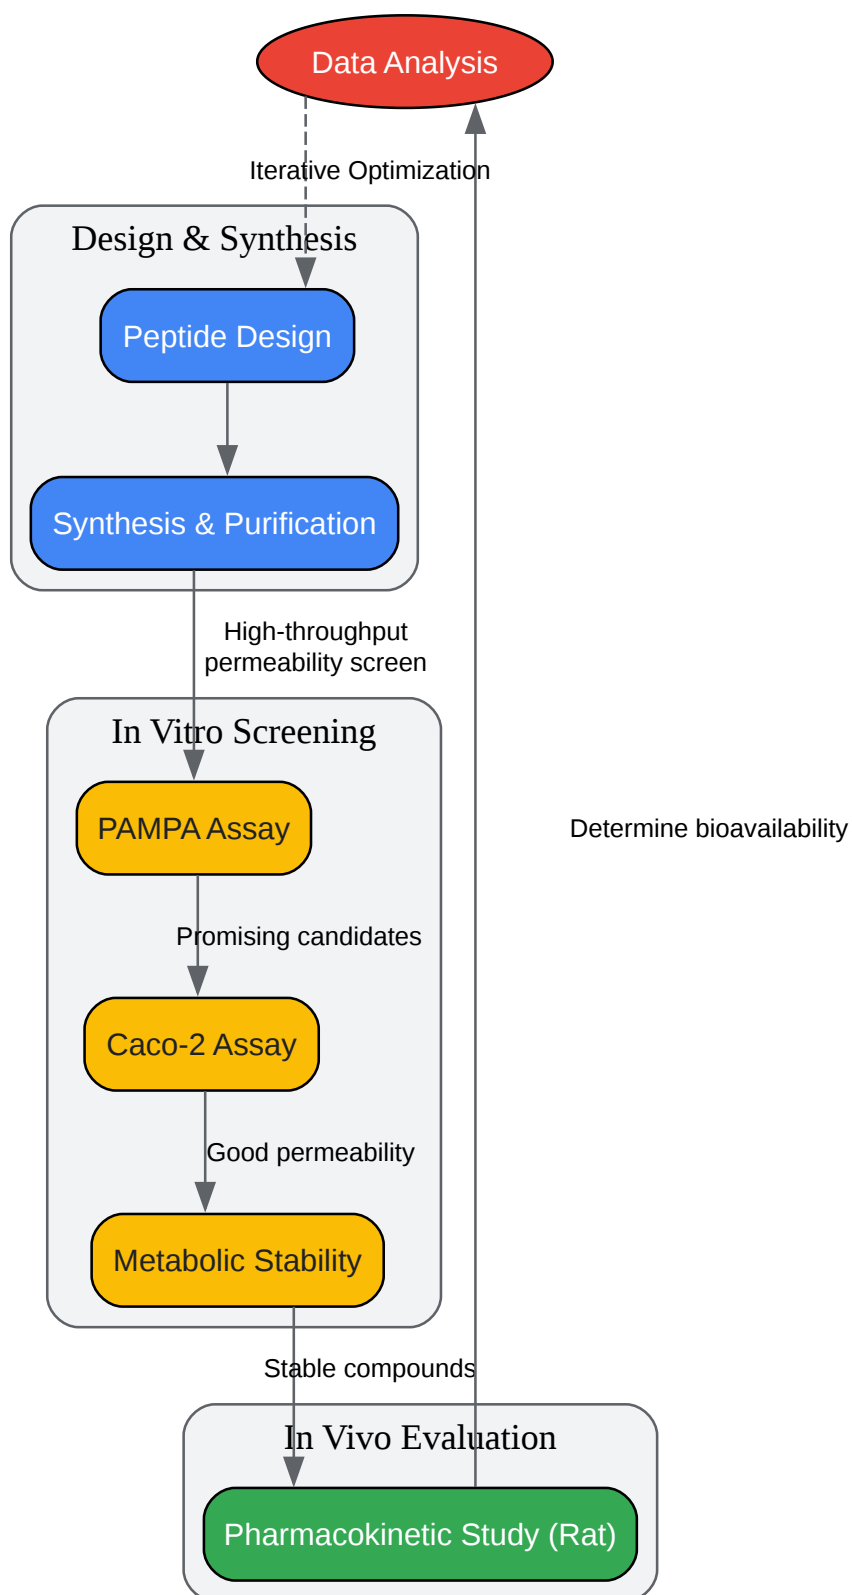 Data Analysis
Iterative Optimization
Design & Synthesis
Peptide Design
Synthesis & Purification
High-throughput
permeability screen
In Vitro Screening
PAMPA Assay
Determine bioavailability
Promising candidates
Caco-2 Assay
Good permeability
Metabolic Stability
Stable compounds
In Vivo Evaluation
Pharmacokinetic Study (Rat)